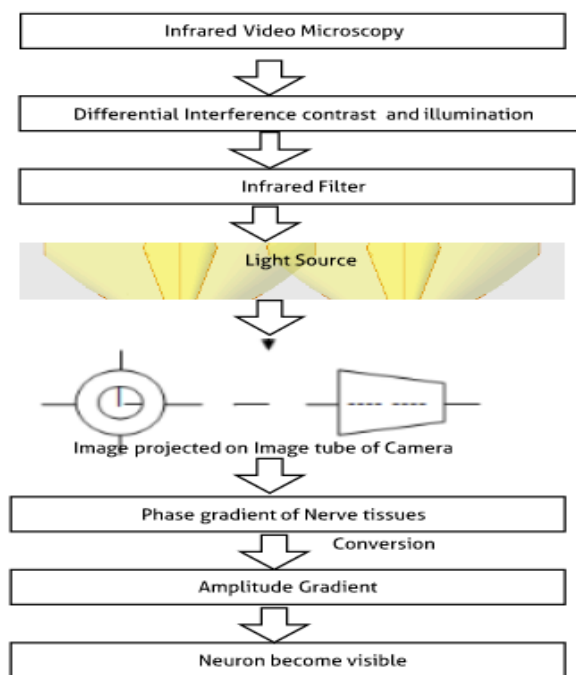 Infrared Video Microscopy
Differential Interference contrast and illumination
Infrared Filter
Light Source
Image projected on Image tube of Camera
Phase gradient of Nerve tissues
Conversion
Amplitude Gradient
Neuron become visible